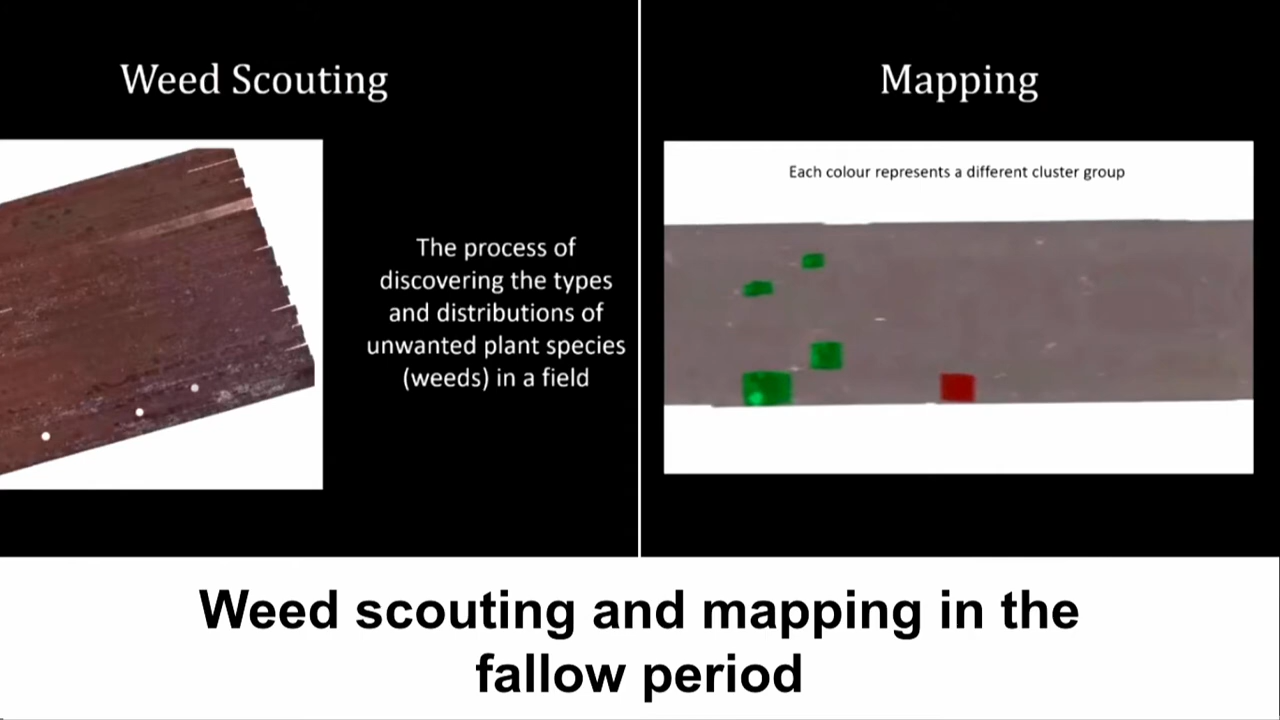 Weed Scouting
The process of
discovering the types
and distributions of
unwanted plant species
(weeds) in a field
Mapping
Each colour represents a different cluster group
Weed scouting and mapping in the
fallow period